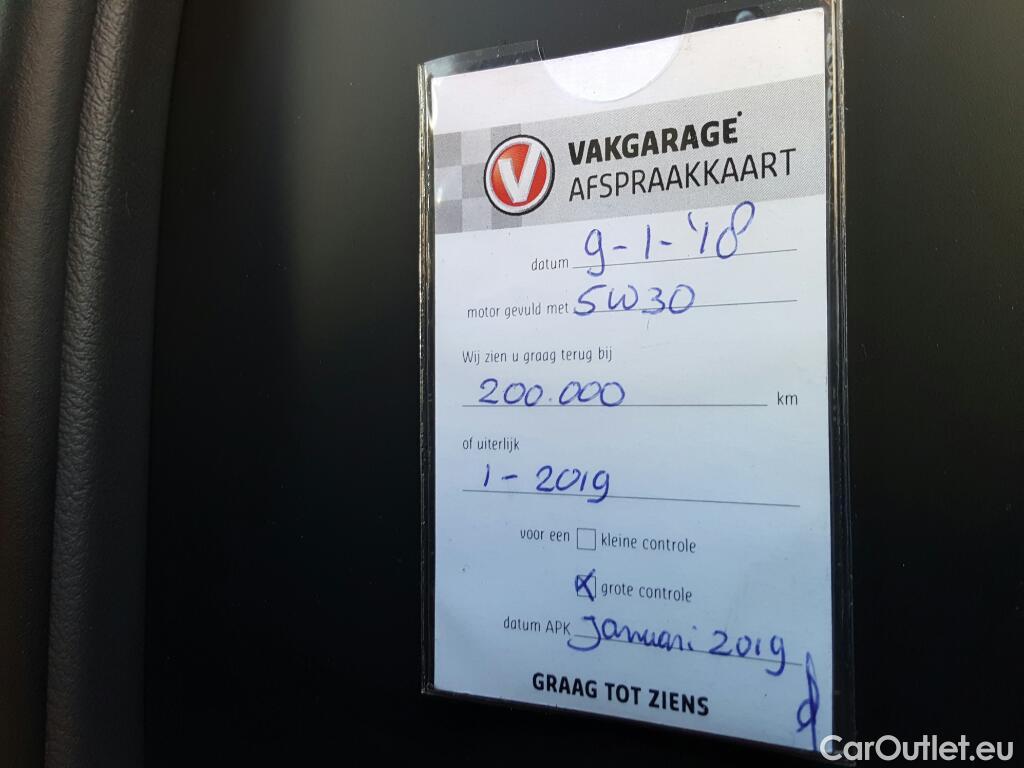 V
VAKGARAGE
AFSPRAAKKAART
datum 9-1-'18
motor gevuld met 5W30
Wij zien u graag terug bij
200.000 km
of uiterlijk
1-2019
voor een kleine controle
grote controle
datum APK Januari 2019
GRAAG TOT ZIENS
CarOutlet.eu